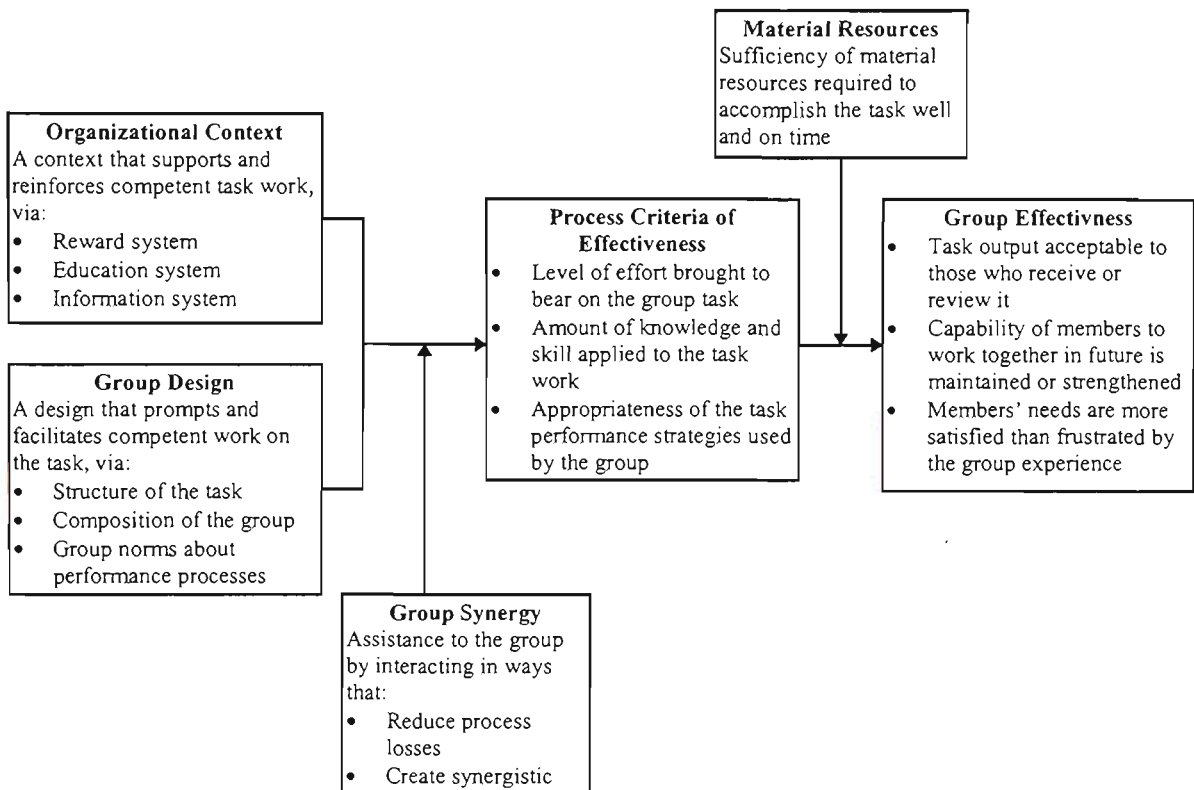 Material Resources
Sufficiency of material
resources required to
accomplish the task well
and on time
Organizational Context
A context that supports and
reinforces competent task work,
via:
• Reward system
• Education system
• Information system
Process Criteria of
Effectiveness
• Level of effort brought to
bear on the group task
• Amount of knowledge and
skill applied to the task
work
• Appropriateness of the task
performance strategies used
by the group
Group Effectivness
• Task output acceptable to
those who receive or
review it
• Capability of members to
work together in future is
maintained or strengthened
• Members' needs are more
satisfied than frustrated by
the group experience
Group Design
A design that prompts and
facilitates competent work on
the task, via:
• Structure of the task
• Composition of the group
• Group norms about
performance processes
Group Synergy
Assistance to the group
by interacting in ways
that:
• Reduce process
losses
• Create synergistic